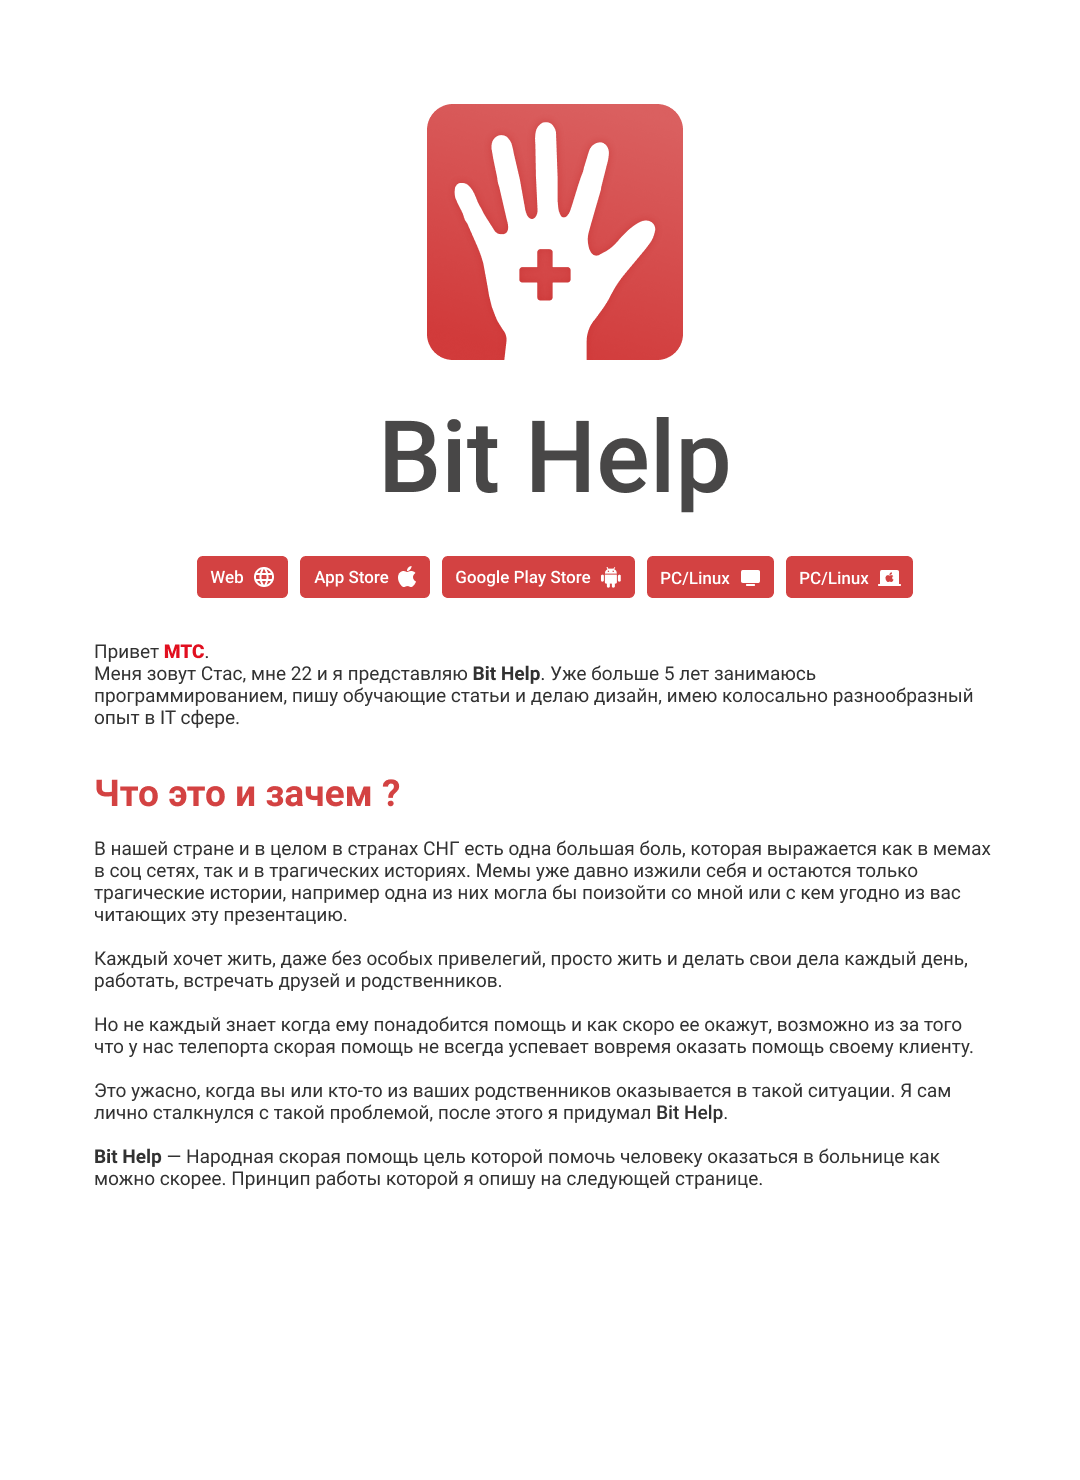 Bit Help
Web
App Store
Google Play Store
PC/Linux
PC/Linux
Привет МТС.
Меня зовут Стас, мне 22 и я представляю Bit Help. Уже больше 5 лет занимаюсь
программированием, пишу обучающие статьи и делаю дизайн, имею колосально разнообразный
опыт в IT сфере.
Что это и зачем ?
В нашей стране и в целом в странах СНГ есть одна большая боль, которая выражается как в мемах
в соц сетях, так и в трагических историях. Мемы уже давно изжили себя и остаются только
трагические истории, например одна из них могла бы поизойти со мной или с кем угодно из вас
читающих эту презентацию.
Каждый хочет жить, даже без особых привелегий, просто жить и делать свои дела каждый день,
работать, встречать друзей и родственников.
Но не каждый знает когда ему понадобится помощь и как скоро ее окажут, возможно из за того
что у нас телепорта скорая помощь не всегда успевает вовремя оказать помощь своему клиенту.
Это ужасно, когда вы или кто-то из ваших родственников оказывается в такой ситуации. Я сам
лично сталкнулся с такой проблемой, после этого я придумал Bit Help.
Bit Help — Народная скорая помощь цель которой помочь человеку оказаться в больнице как
можно скорее. Принцип работы которой я опишу на следующей странице.